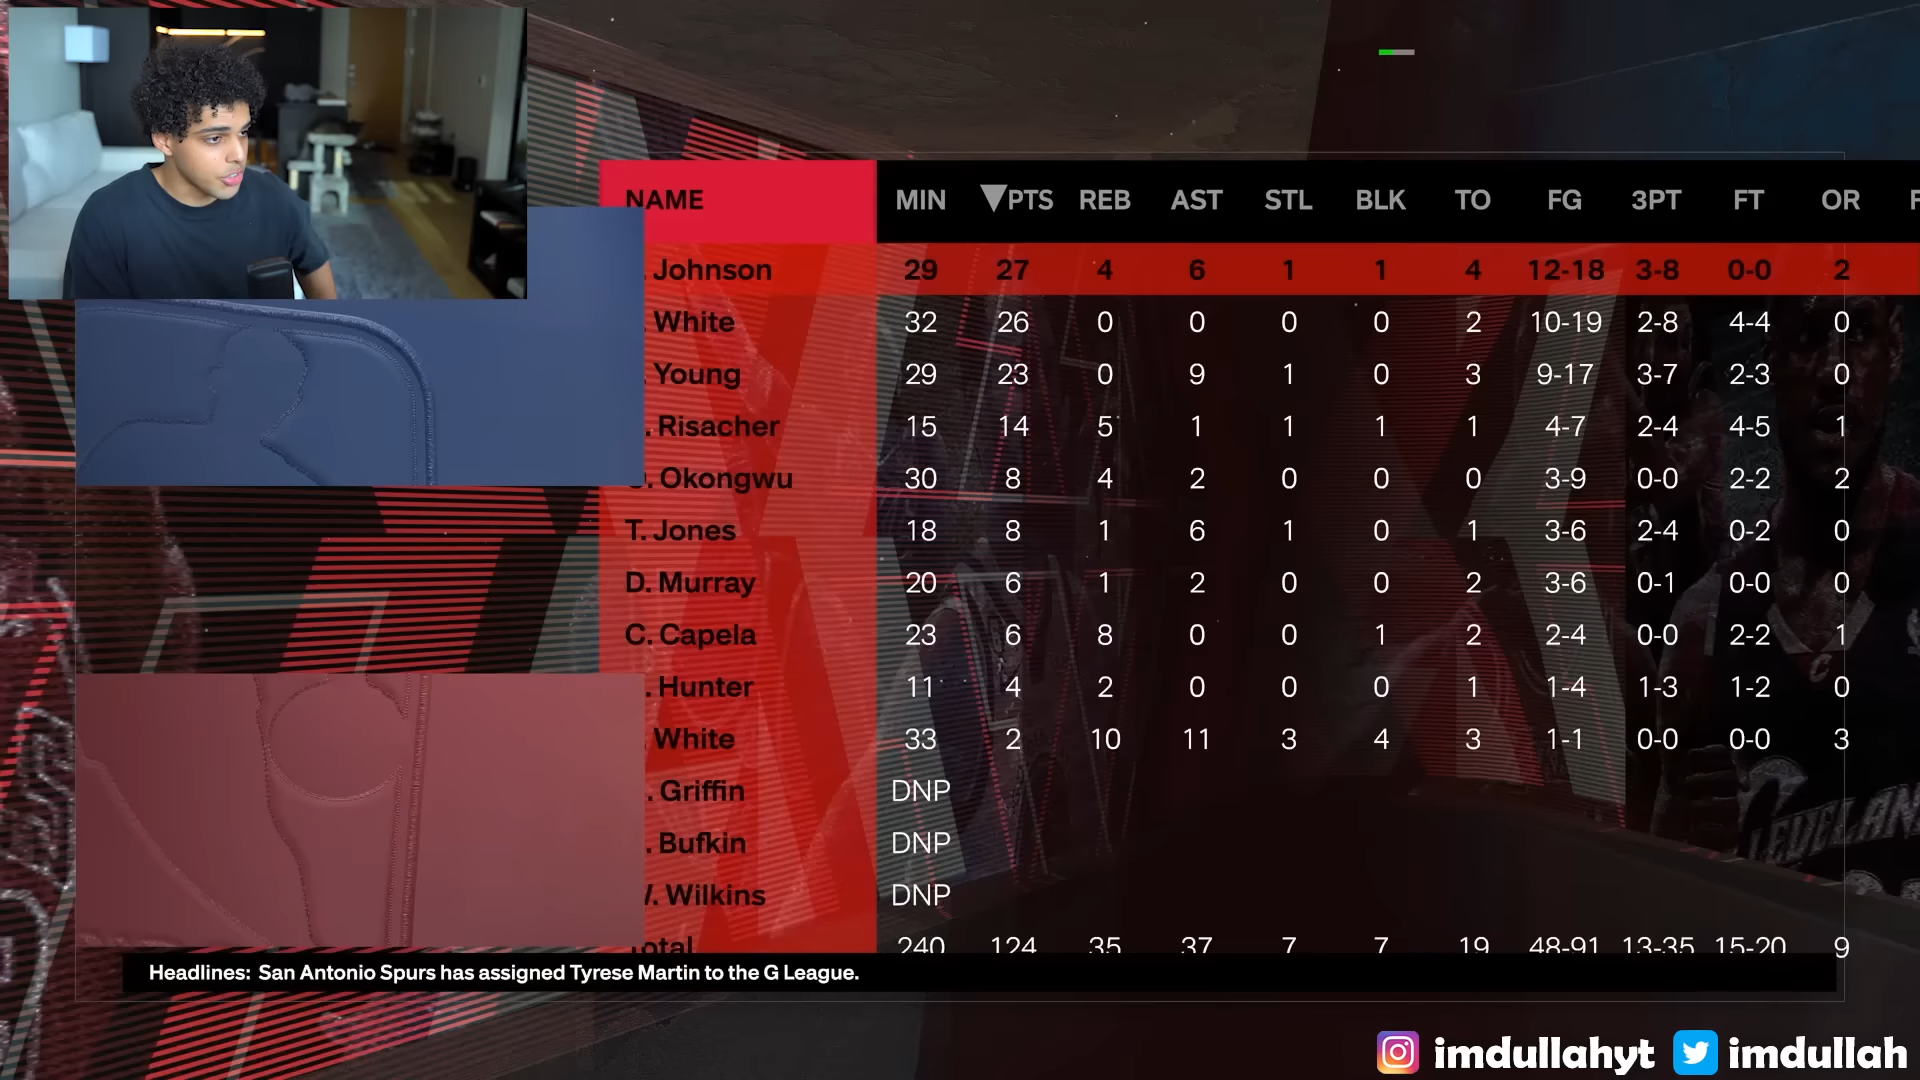 NAME MIN ▼PTS REB AST STL BLK TO FG 3PT FT OR
. Johnson 29 27 4 6 1 1 4 12-18 3-8 0-0 2
. White 32 26 0 0 0 0 2 10-19 2-8 4-4 0
. Young 29 23 0 9 1 0 3 9-17 3-7 2-3 0
. Risacher 15 14 5 1 1 1 1 4-7 2-4 4-5 1
. Okongwu 30 8 4 2 0 0 0 3-9 0-0 2-2 2
T. Jones 18 8 1 6 1 0 1 3-6 2-4 0-2 0
D. Murray 20 6 1 2 0 0 2 3-6 0-1 0-0 0
C. Capela 23 6 8 0 0 1 2 2-4 0-0 2-2 1
. Hunter 11 4 2 0 0 0 1 1-4 1-3 1-2 0
. White 33 2 10 11 3 4 3 1-1 0-0 0-0 3
. Griffin DNP
. Bufkin DNP
. Wilkins DNP
Total 240 124 35 37 7 7 19 48-91 13-35 15-20 9
Headlines: San Antonio Spurs has assigned Tyrese Martin to the G League.
imdullahyt imdullah